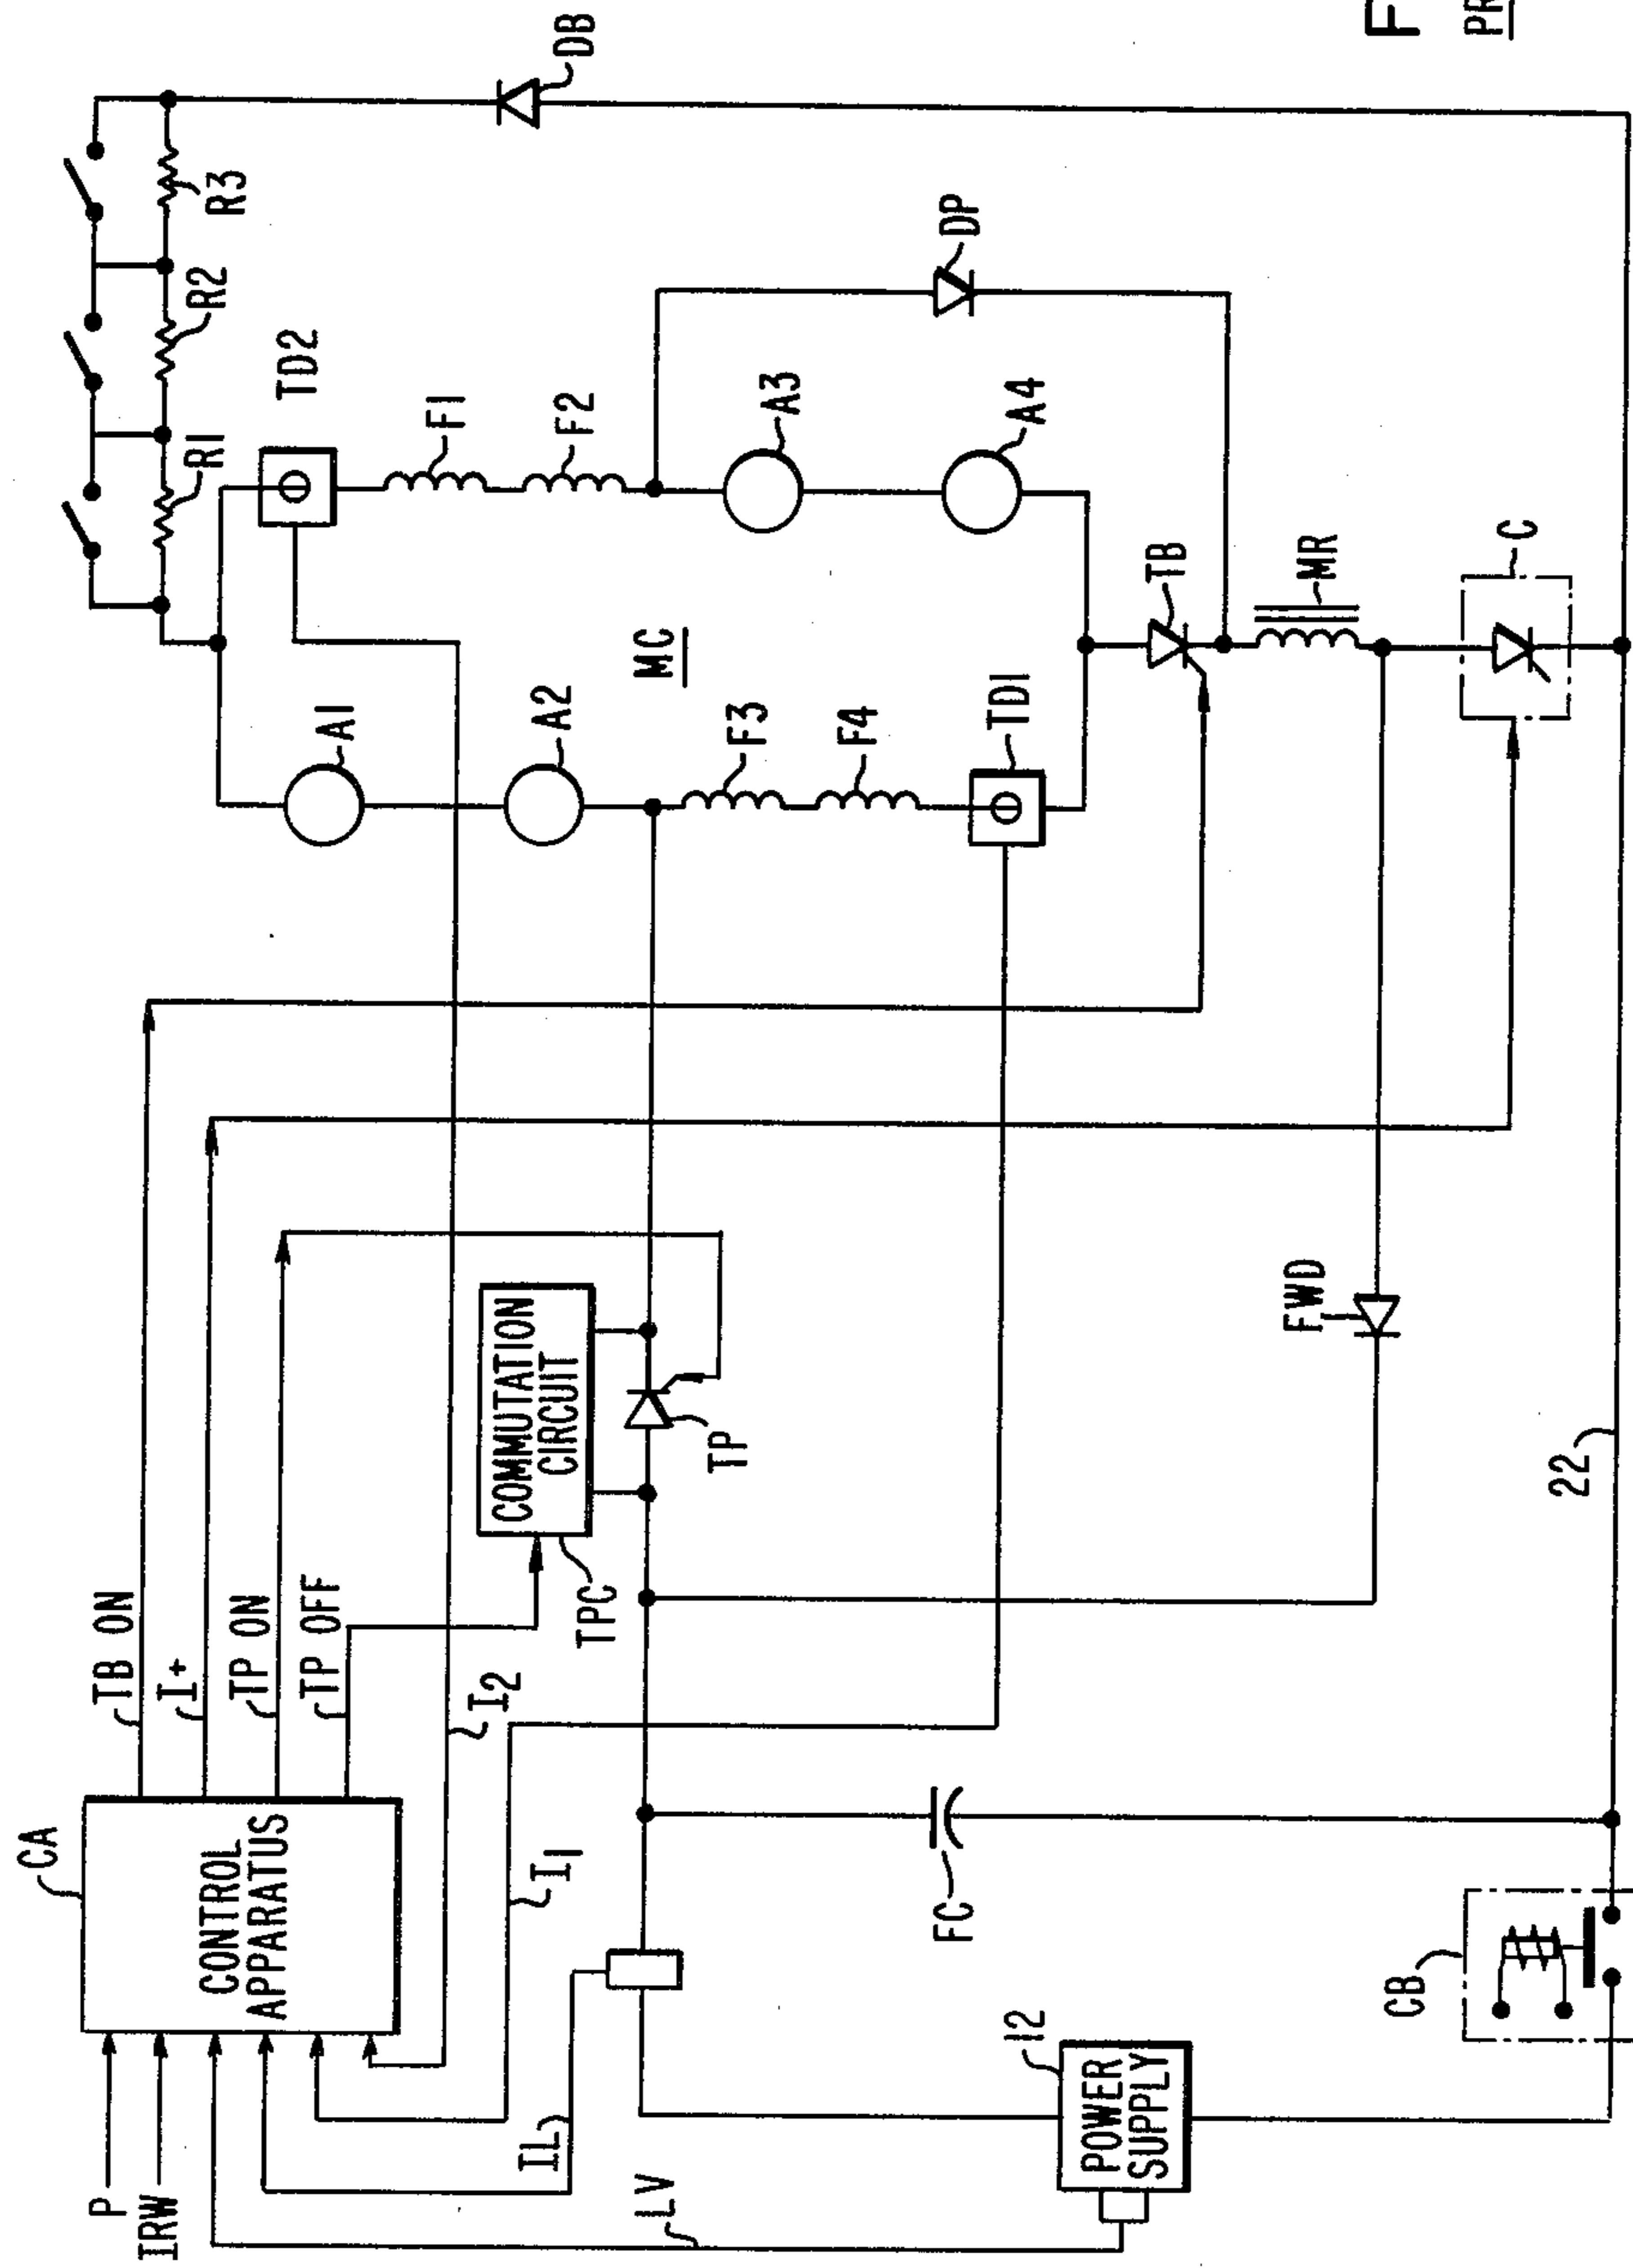 CA
CONTROL
APPARATUS
P
IRW
LV
IL
I1
I2
TB ON
I+
TP ON
TP OFF
COMMUTATION
CIRCUIT
TPC
TP
FWD
FC
CB
12
POWER
SUPPLY
22
R1
R2
R3
TD2
DB
F1
F2
A3
A4
DP
MC
A1
A2
F3
F4
TD1
TB
MR
C
F
PR